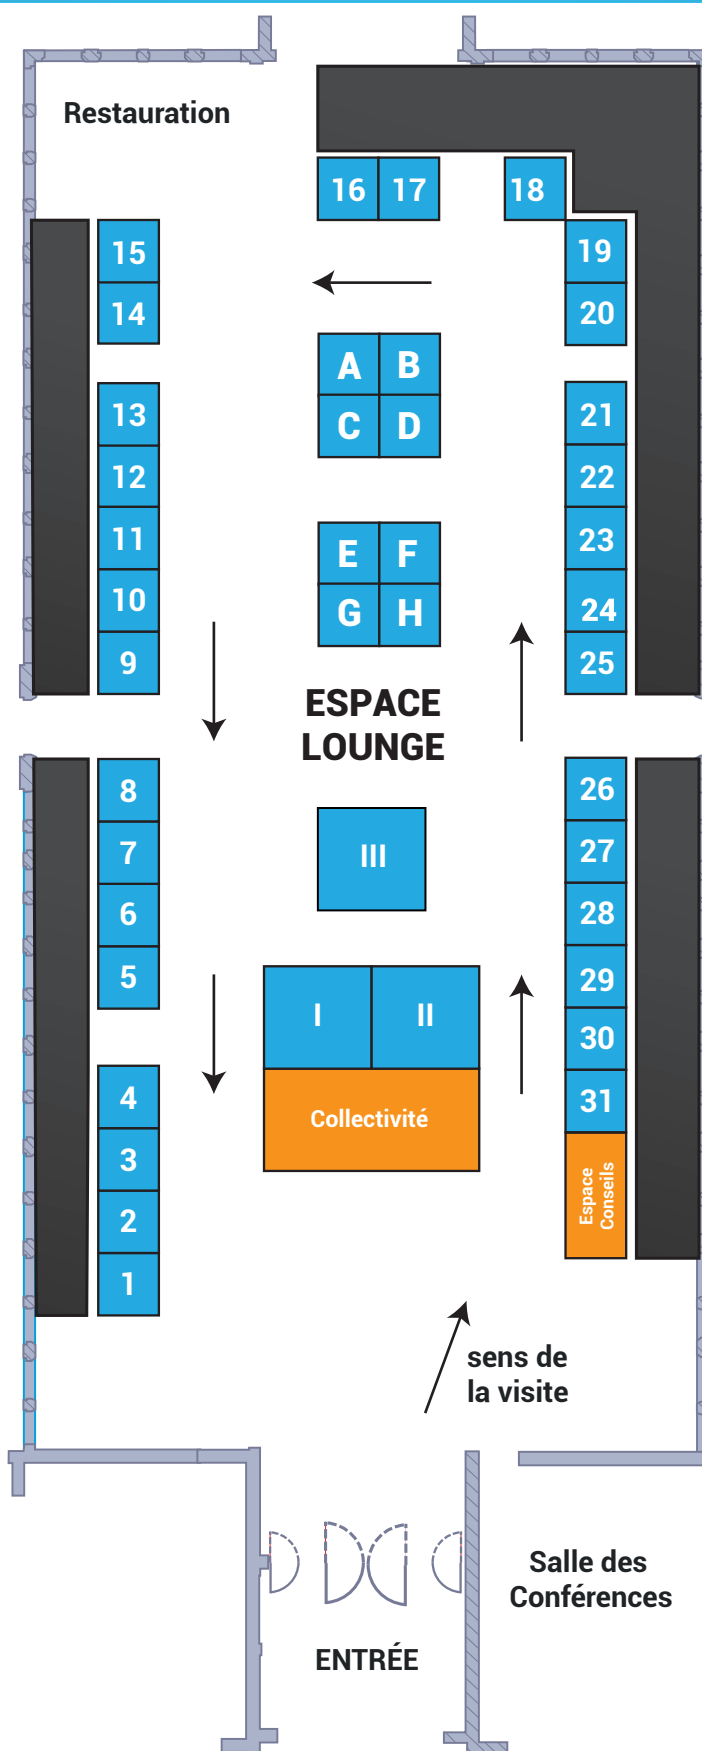 Restauration
16 17 18
15 19
14 20
A B
C D
13 21
12 22
11 23
10 24
9 25
E F
G H
ESPACE
LOUNGE
8 26
7 27
6 28
5 29
III
I II
30
4 31
Collectivité
3
2
1
Espace
Conseils
sens de
la visite
Salle des
Conférences
ENTRÉE